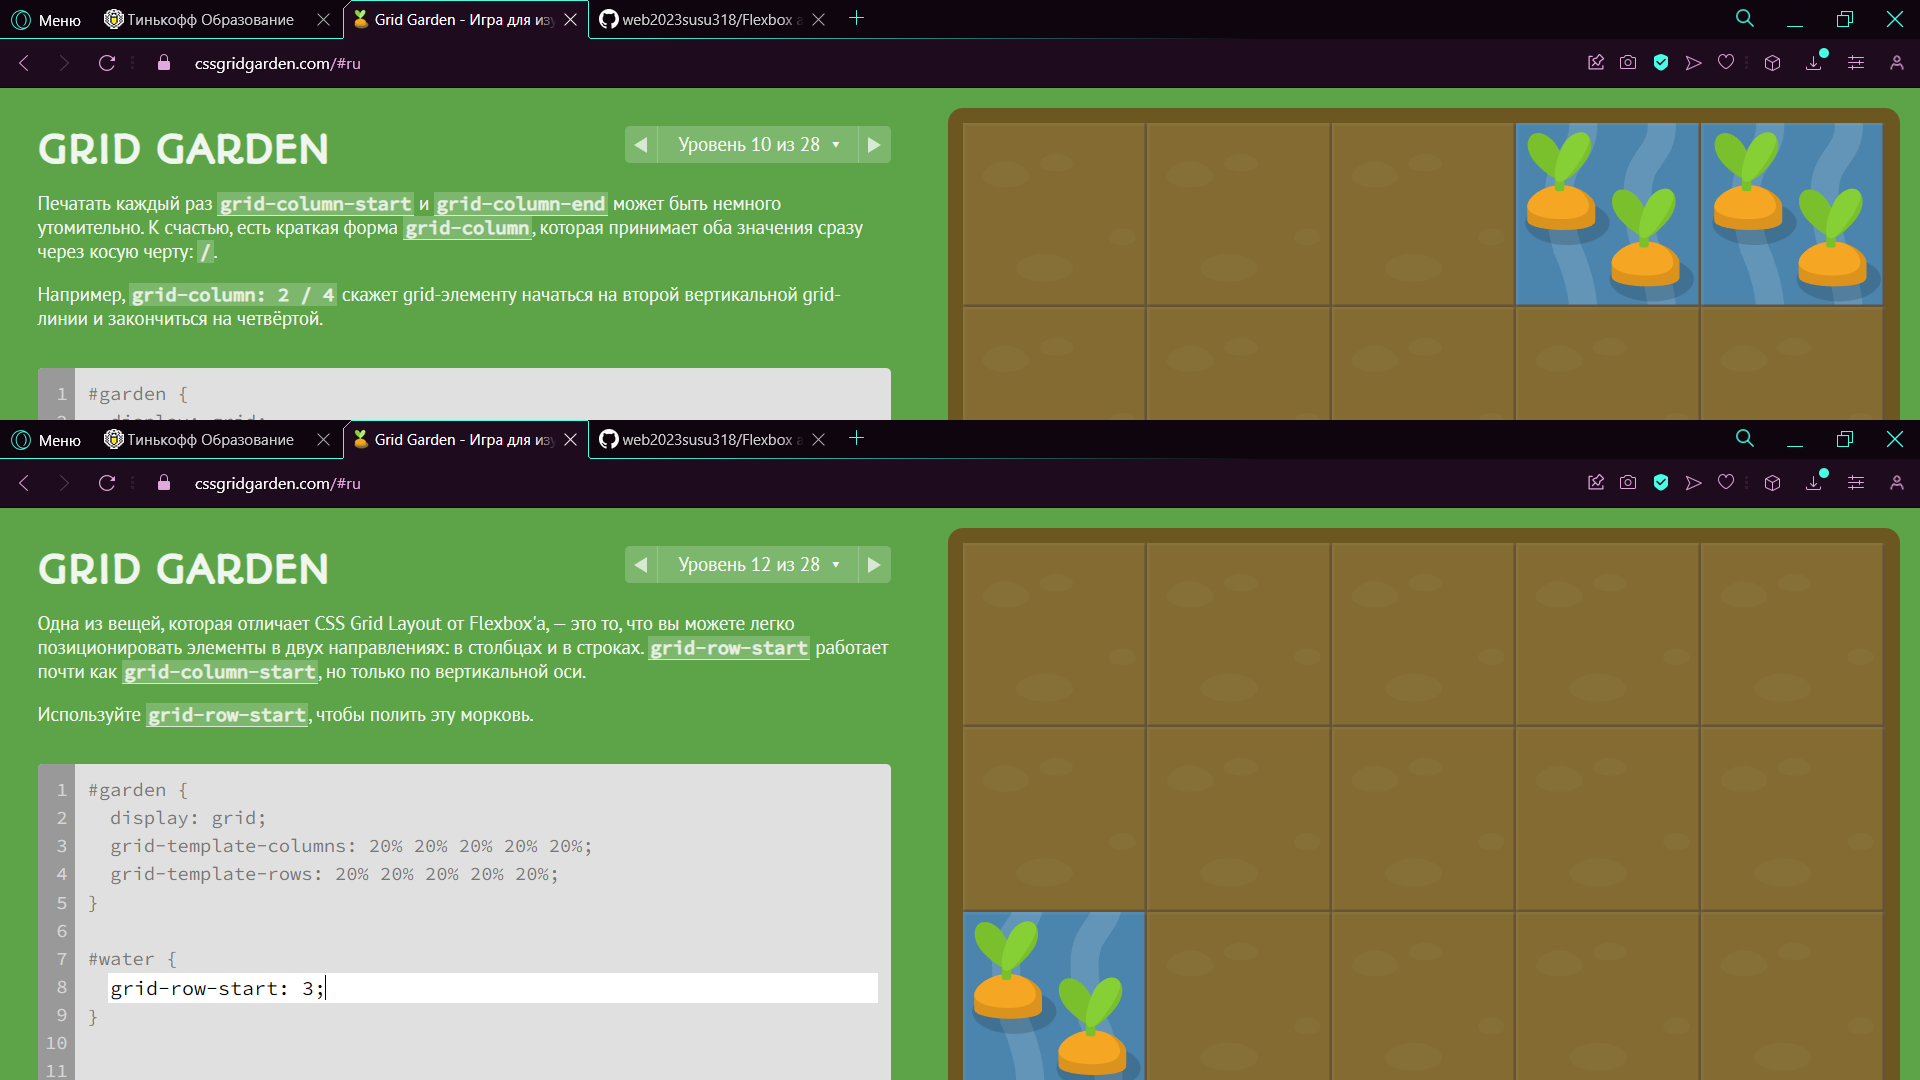 Меню
Тинькофф Образование
Grid Garden - Игра для из
web2023susu318/Flexbox
cssgridgarden.com/#ru
GRID GARDEN
Уровень 10 из 28
Печатать каждый раз grid-column-start и grid-column-end может быть немного
утомительно. К счастью, есть краткая форма grid-column, которая принимает оба значения сразу
через косую черту: /.
Например, grid-column: 2 / 4 скажет grid-элементу начаться на второй вертикальной grid-
линии и закончиться на четвёртой.
1 #garden {
Меню
Тинькофф Образование
Grid Garden - Игра для из
web2023susu318/Flexbox
cssgridgarden.com/#ru
GRID GARDEN
Уровень 12 из 28
Одна из вещей, которая отличает CSS Grid Layout от Flexbox'а, — это то, что вы можете легко
позиционировать элементы в двух направлениях: в столбцах и в строках. grid-row-start работает
почти как grid-column-start, но только по вертикальной оси.
Используйте grid-row-start, чтобы полить эту морковь.
1 #garden {
2 display: grid;
3 grid-template-columns: 20% 20% 20% 20% 20%;
4 grid-template-rows: 20% 20% 20% 20% 20%;
5 }
6
7 #water {
8 grid-row-start: 3;
9 }
10
11